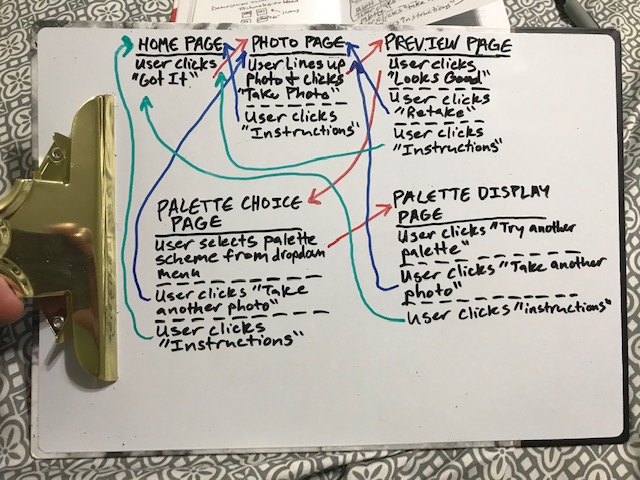 HOME PAGE
User clicks
"Got It"
PHOTO PAGE
User Lines up
photo + clicks
"Take Photo"
User clicks
"Instructions"
PREVIEW PAGE
User clicks
"Looks Good"
User clicks
"Retake"
User clicks
"Instructions"
PALETTE CHOICE
PAGE
User selects palette
scheme from dropdown
menu
User clicks "Take
another photo"
User clicks
"Instructions"
PALETTE DISPLAY
PAGE
User clicks "Try another
palette"
User clicks "Take another
photo"
User clicks "instructions"